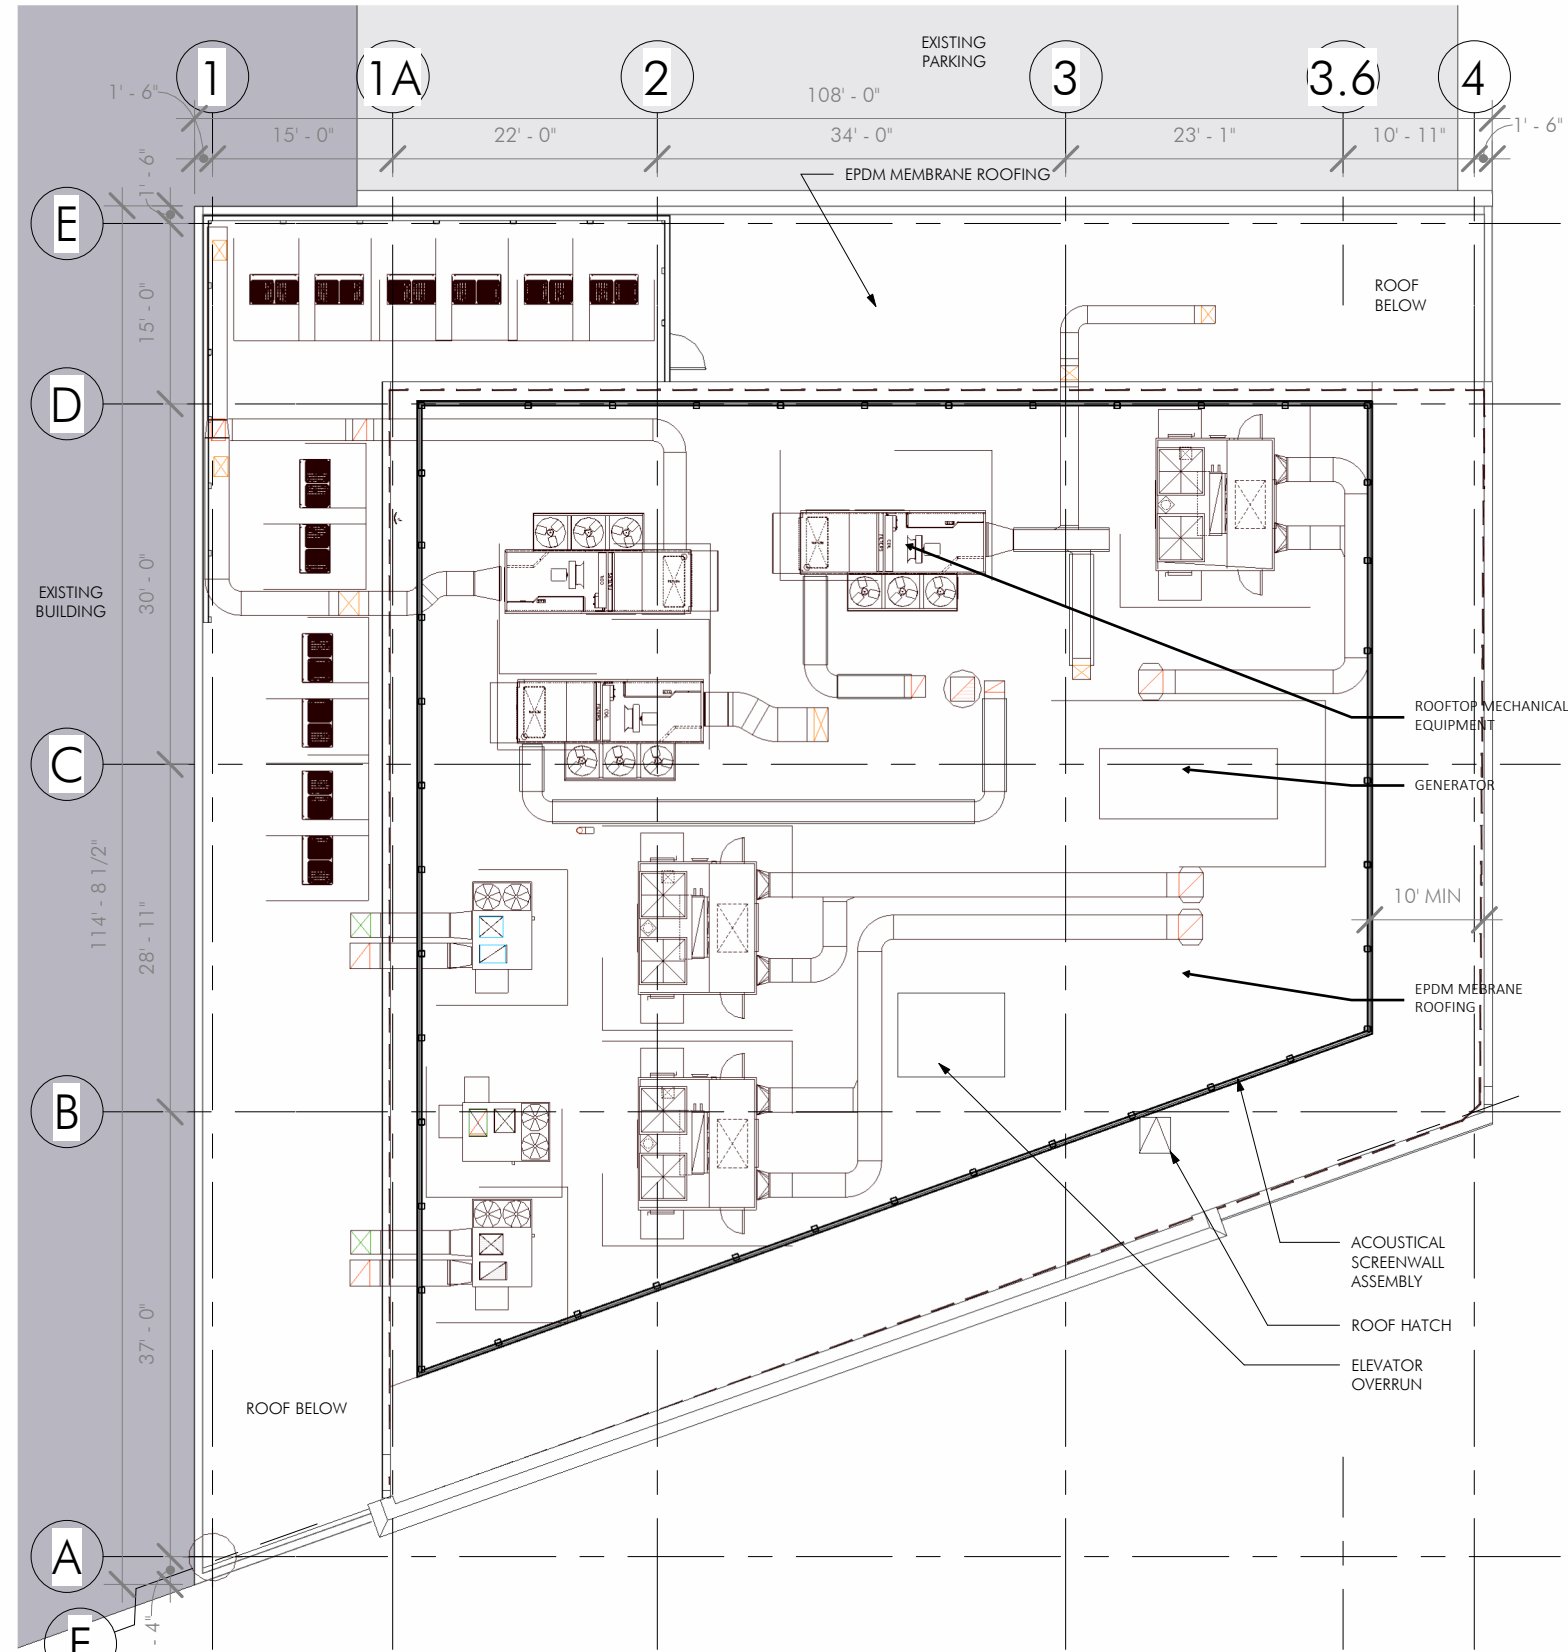 EXISTING
PARKING
1
1A
2
3
3.6
4
1' - 6"
108' - 0"
15' - 0"
22' - 0"
34' - 0"
23' - 1"
10' - 11"
1' - 6"
1' - 6"
EPDM MEMBRANE ROOFING
E
ROOF
BELOW
15' - 0"
D
30' - 0"
EXISTING
BUILDING
ROOFTOP MECHANICAL
EQUIPMENT
C
GENERATOR
114' - 8 1/2"
28' - 11"
10' MIN
EPDM MEBRANE
ROOFING
B
ACOUSTICAL
SCREENWALL
ASSEMBLY
ROOF HATCH
37' - 0"
ELEVATOR
OVERRUN
ROOF BELOW
A
- 4"